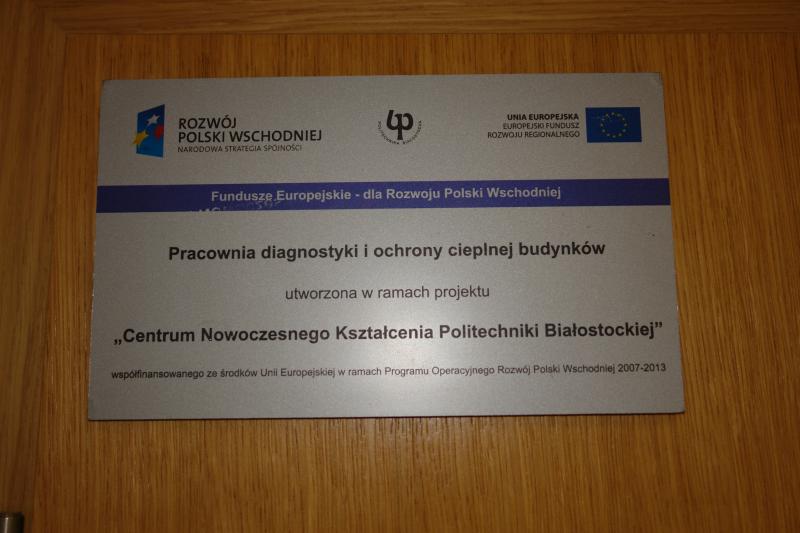 ROZWÓJ
POLSKI WSCHODNIEJ
NARODOWA STRATEGIA SPÓJNOŚCI
POLITECHNIKA BIAŁOSTOCKA
UNIA EUROPEJSKA
EUROPEJSKI FUNDUSZ
ROZWOJU REGIONALNEGO
Fundusze Europejskie - dla Rozwoju Polski Wschodniej
Pracownia diagnostyki i ochrony cieplnej budynków
utworzona w ramach projektu
„Centrum Nowoczesnego Kształcenia Politechniki Białostockiej”
współfinansowanego ze środków Unii Europejskiej w ramach Programu Operacyjnego Rozwój Polski Wschodniej 2007-2013